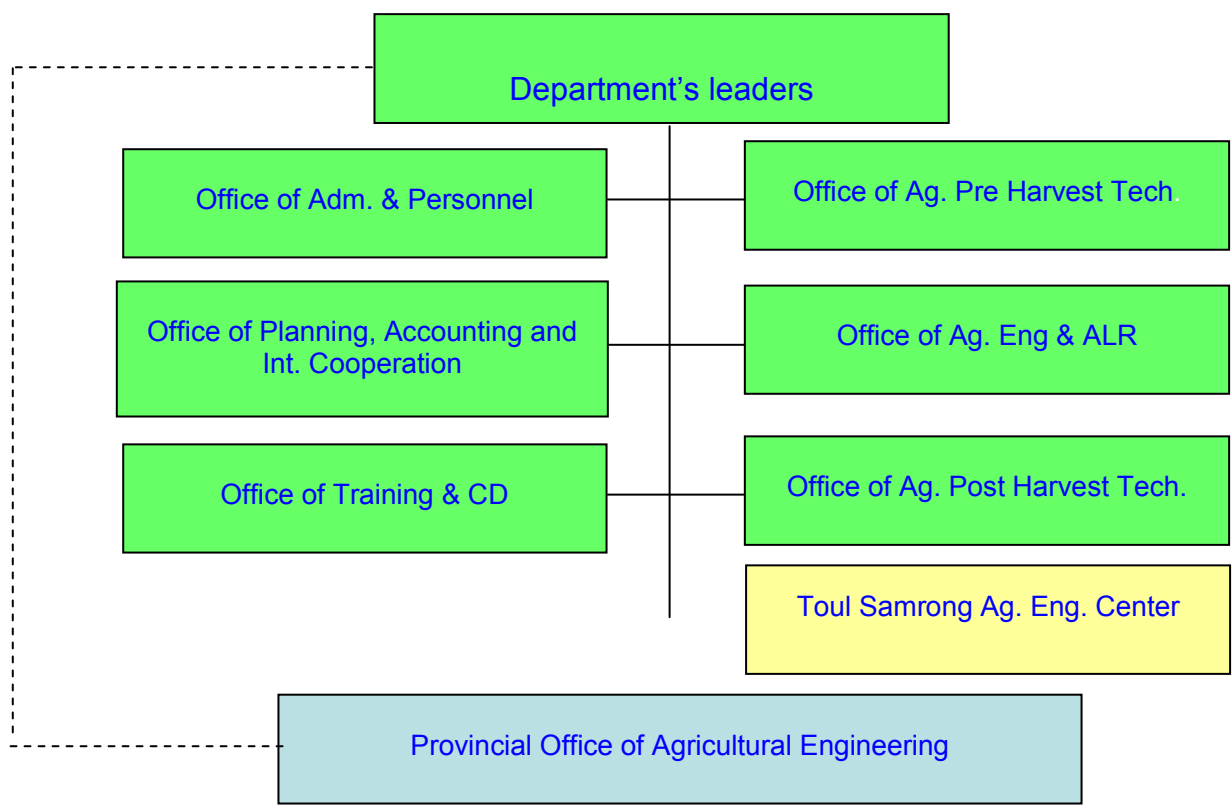 Department’s leaders
Office of Adm. & Personnel
Office of Ag. Pre Harvest Tech.
Office of Planning, Accounting and
Int. Cooperation
Office of Ag. Eng & ALR
Office of Training & CD
Office of Ag. Post Harvest Tech.
Toul Samrong Ag. Eng. Center
Provincial Office of Agricultural Engineering